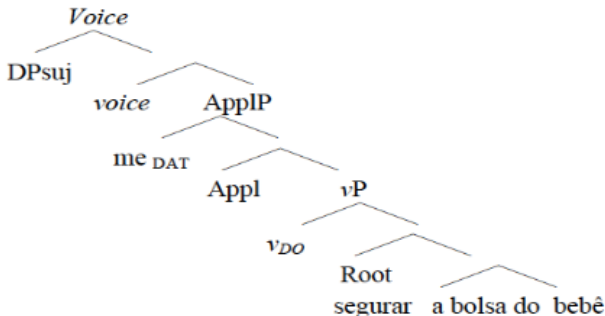 Voice
DPsuj
voice ApplP
me DAT
Appl vP
vDO
Root
segurar a bolsa do bebê